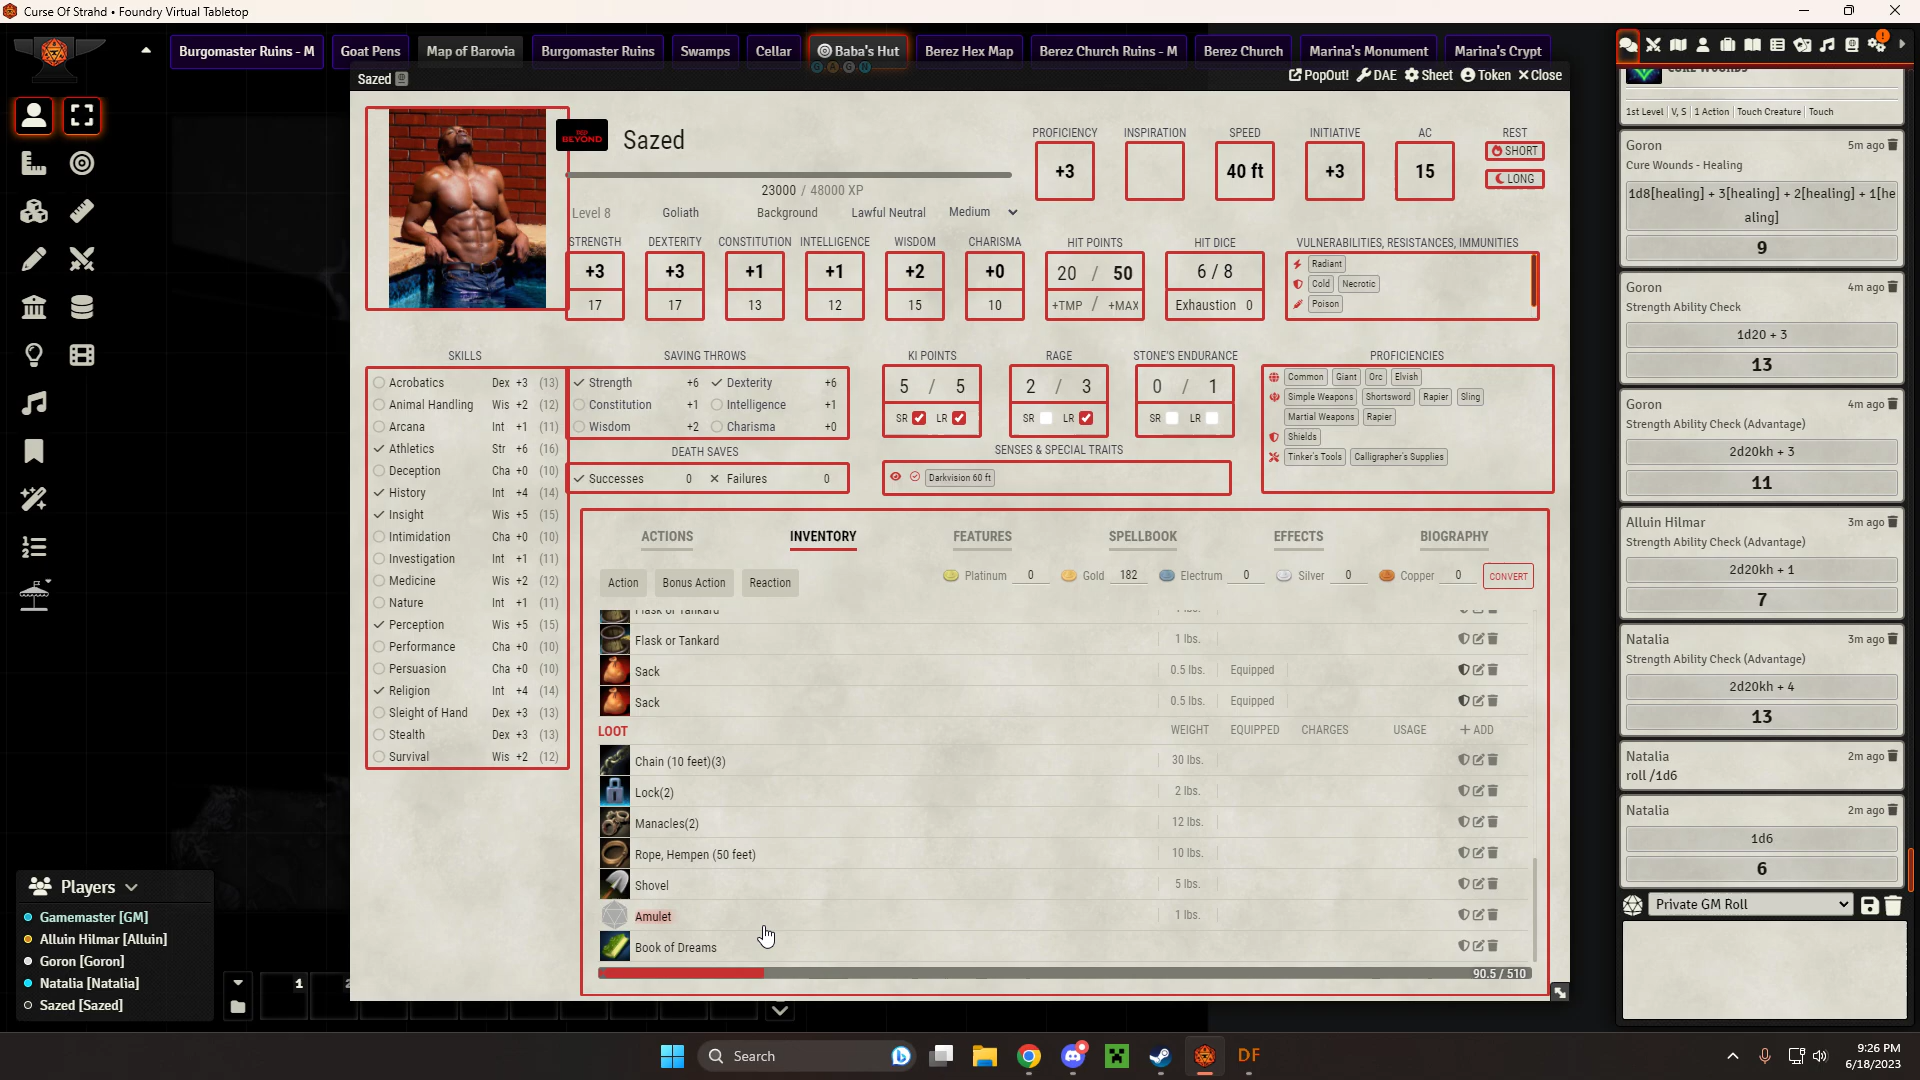 Curse Of Strahd • Foundry Virtual Tabletop
Burgomaster Ruins - M
Goat Pens
Map of Barovia
Burgomaster Ruins
Swamps
Cellar
Baba's Hut
Berez Hex Map
Berez Church Ruins - M
Berez Church
Marina's Monument
Marina's Crypt
G A G N
Sazed
PopOut!
DAE
Sheet
Token
Close
BEYOND
Sazed
23000 / 48000 XP
Level 8
Goliath
Background
Lawful Neutral
Medium
PROFICIENCY
+3
INSPIRATION
SPEED
40 ft
INITIATIVE
+3
AC
15
REST
SHORT
LONG
STRENGTH
+3
17
DEXTERITY
+3
17
CONSTITUTION
+1
13
INTELLIGENCE
+1
12
WISDOM
+2
15
CHARISMA
+0
10
HIT POINTS
20 / 50
+TMP / +MAX
HIT DICE
6 / 8
Exhaustion 0
VULNERABILITIES, RESISTANCES, IMMUNITIES
Radiant
Cold Necrotic
Poison
SKILLS
Acrobatics Dex +3 (13)
Animal Handling Wis +2 (12)
Arcana Int +1 (11)
Athletics Str +6 (16)
Deception Cha +0 (10)
History Int +4 (14)
Insight Wis +5 (15)
Intimidation Cha +0 (10)
Investigation Int +1 (11)
Medicine Wis +2 (12)
Nature Int +1 (11)
Perception Wis +5 (15)
Performance Cha +0 (10)
Persuasion Cha +0 (10)
Religion Int +4 (14)
Sleight of Hand Dex +3 (13)
Stealth Dex +3 (13)
Survival Wis +2 (12)
SAVING THROWS
Strength +6 Dexterity +6
Constitution +1 Intelligence +1
Wisdom +2 Charisma +0
DEATH SAVES
Successes 0 Failures 0
KI POINTS
5 / 5
SR LR
RAGE
2 / 3
SR LR
STONE'S ENDURANCE
0 / 1
SR LR
SENSES & SPECIAL TRAITS
Darkvision 60 ft
PROFICIENCIES
Common Giant Orc Elvish
Simple Weapons Shortsword Rapier Sling
Martial Weapons Rapier
Shields
Tinker's Tools Calligrapher's Supplies
ACTIONS
INVENTORY
FEATURES
SPELLBOOK
EFFECTS
BIOGRAPHY
Action
Bonus Action
Reaction
Platinum 0 Gold 182 Electrum 0 Silver 0 Copper 0 CONVERT
Flask or Tankard
Flask or Tankard 1 lbs.
Sack 0.5 lbs. Equipped
Sack 0.5 lbs. Equipped
LOOT WEIGHT EQUIPPED CHARGES USAGE + ADD
Chain (10 feet)(3) 30 lbs.
Lock(2) 2 lbs.
Manacles(2) 12 lbs.
Rope, Hempen (50 feet) 10 lbs.
Shovel 5 lbs.
Amulet 1 lbs.
Book of Dreams
90.5 / 510
CURE WOUNDS
1st Level V, S 1 Action Touch Creature Touch
Goron 5m ago
Cure Wounds - Healing
1d8[healing] + 3[healing] + 2[healing] + 1[he
aling]
9
Goron 4m ago
Strength Ability Check
1d20 + 3
13
Goron 4m ago
Strength Ability Check (Advantage)
2d20kh + 3
11
Alluin Hilmar 3m ago
Strength Ability Check (Advantage)
2d20kh + 1
7
Natalia 3m ago
Strength Ability Check (Advantage)
2d20kh + 4
13
Natalia 2m ago
roll /1d6
Natalia 2m ago
1d6
6
Private GM Roll
Players
Gamemaster [GM]
Alluin Hilmar [Alluin]
Goron [Goron]
Natalia [Natalia]
Sazed [Sazed]
1
2
Search
DF
9:26 PM
6/18/2023